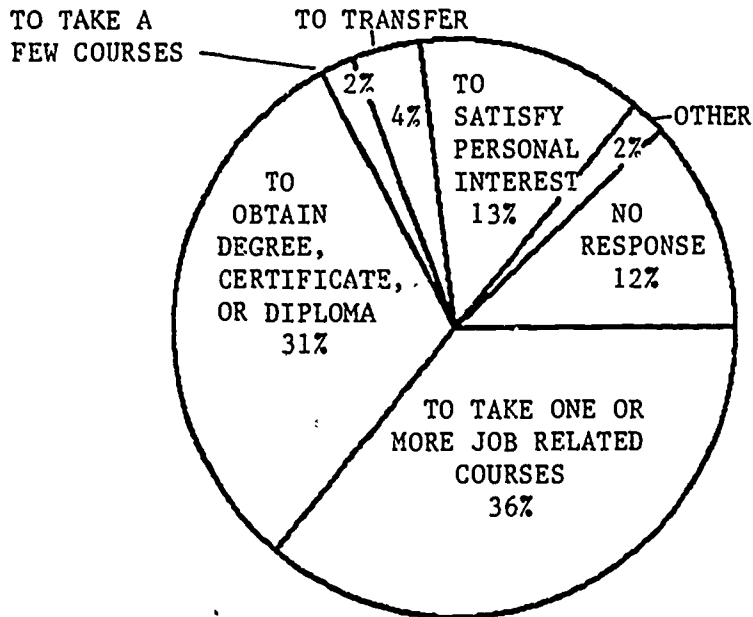 TO TAKE A
FEW COURSES
TO TRANSFER
2%
4%
TO
SATISFY
PERSONAL
INTEREST
13%
OTHER
2%
NO
RESPONSE
12%
TO
OBTAIN
DEGREE,
CERTIFICATE,
OR DIPLOMA
31%
TO TAKE ONE OR
MORE JOB RELATED
COURSES
36%